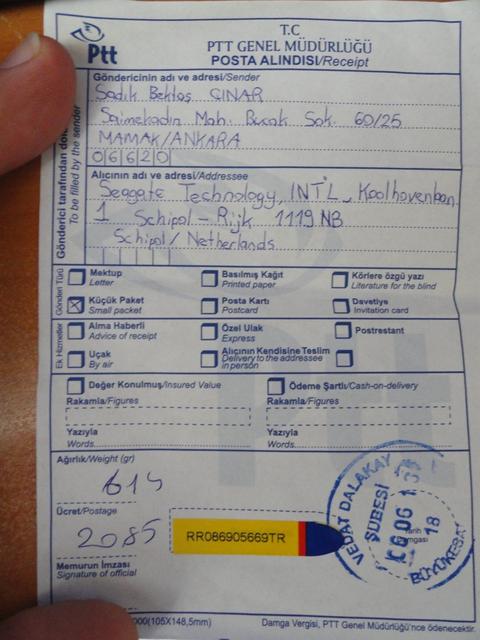 Ptt
T.C
PTT GENEL MÜDÜRLÜĞÜ
POSTA ALINDISI/Receipt
Gönderici tarafından
To be filled by the sender
Göndericinin adı ve adresi/Sender
Sadık Bektaş ÇINAR
Saimekadın Mah. Sok. 60/25
MAMAK/ANKARA
06620
Alıcının adı ve adresi/Addressee
Seagate Technology, INT'L, Koolhovenlaan
1 Schipol-Rijk 1119 NB
Schipol/Netherlands
Gönderi Türü
Mektup
Letter
Basılmış Kağıt
Printed paper
Körlere özgü yazı
Literature for the blind
Küçük Paket
Small packet
Posta Kartı
Postcard
Davetiye
Invitation card
Ek Hizmetler
Alma Haberli
Advice of receipt
Özel Ulak
Express
Postrestant
Uçak
By air
Alıcının Kendisine Teslim
Delivery to the addressee
in person
Değer Konulmuş/Insured Value
Ödeme Şartlı/Cash-on-delivery
Rakamla/Figures
Rakamla/Figures
Yazıyla
Words
Yazıyla
Words
Ağırlık/Weight (gr)
614
Ücret/Postage
2085
RR086905669TR
VEDAT DALAKAY
ŞUBESİ
18
Memurun İmzası
Signature of official
000(105X148,5mm)
Damga Vergisi, PTT Genel Müdürlüğü'nce ödenecektir.